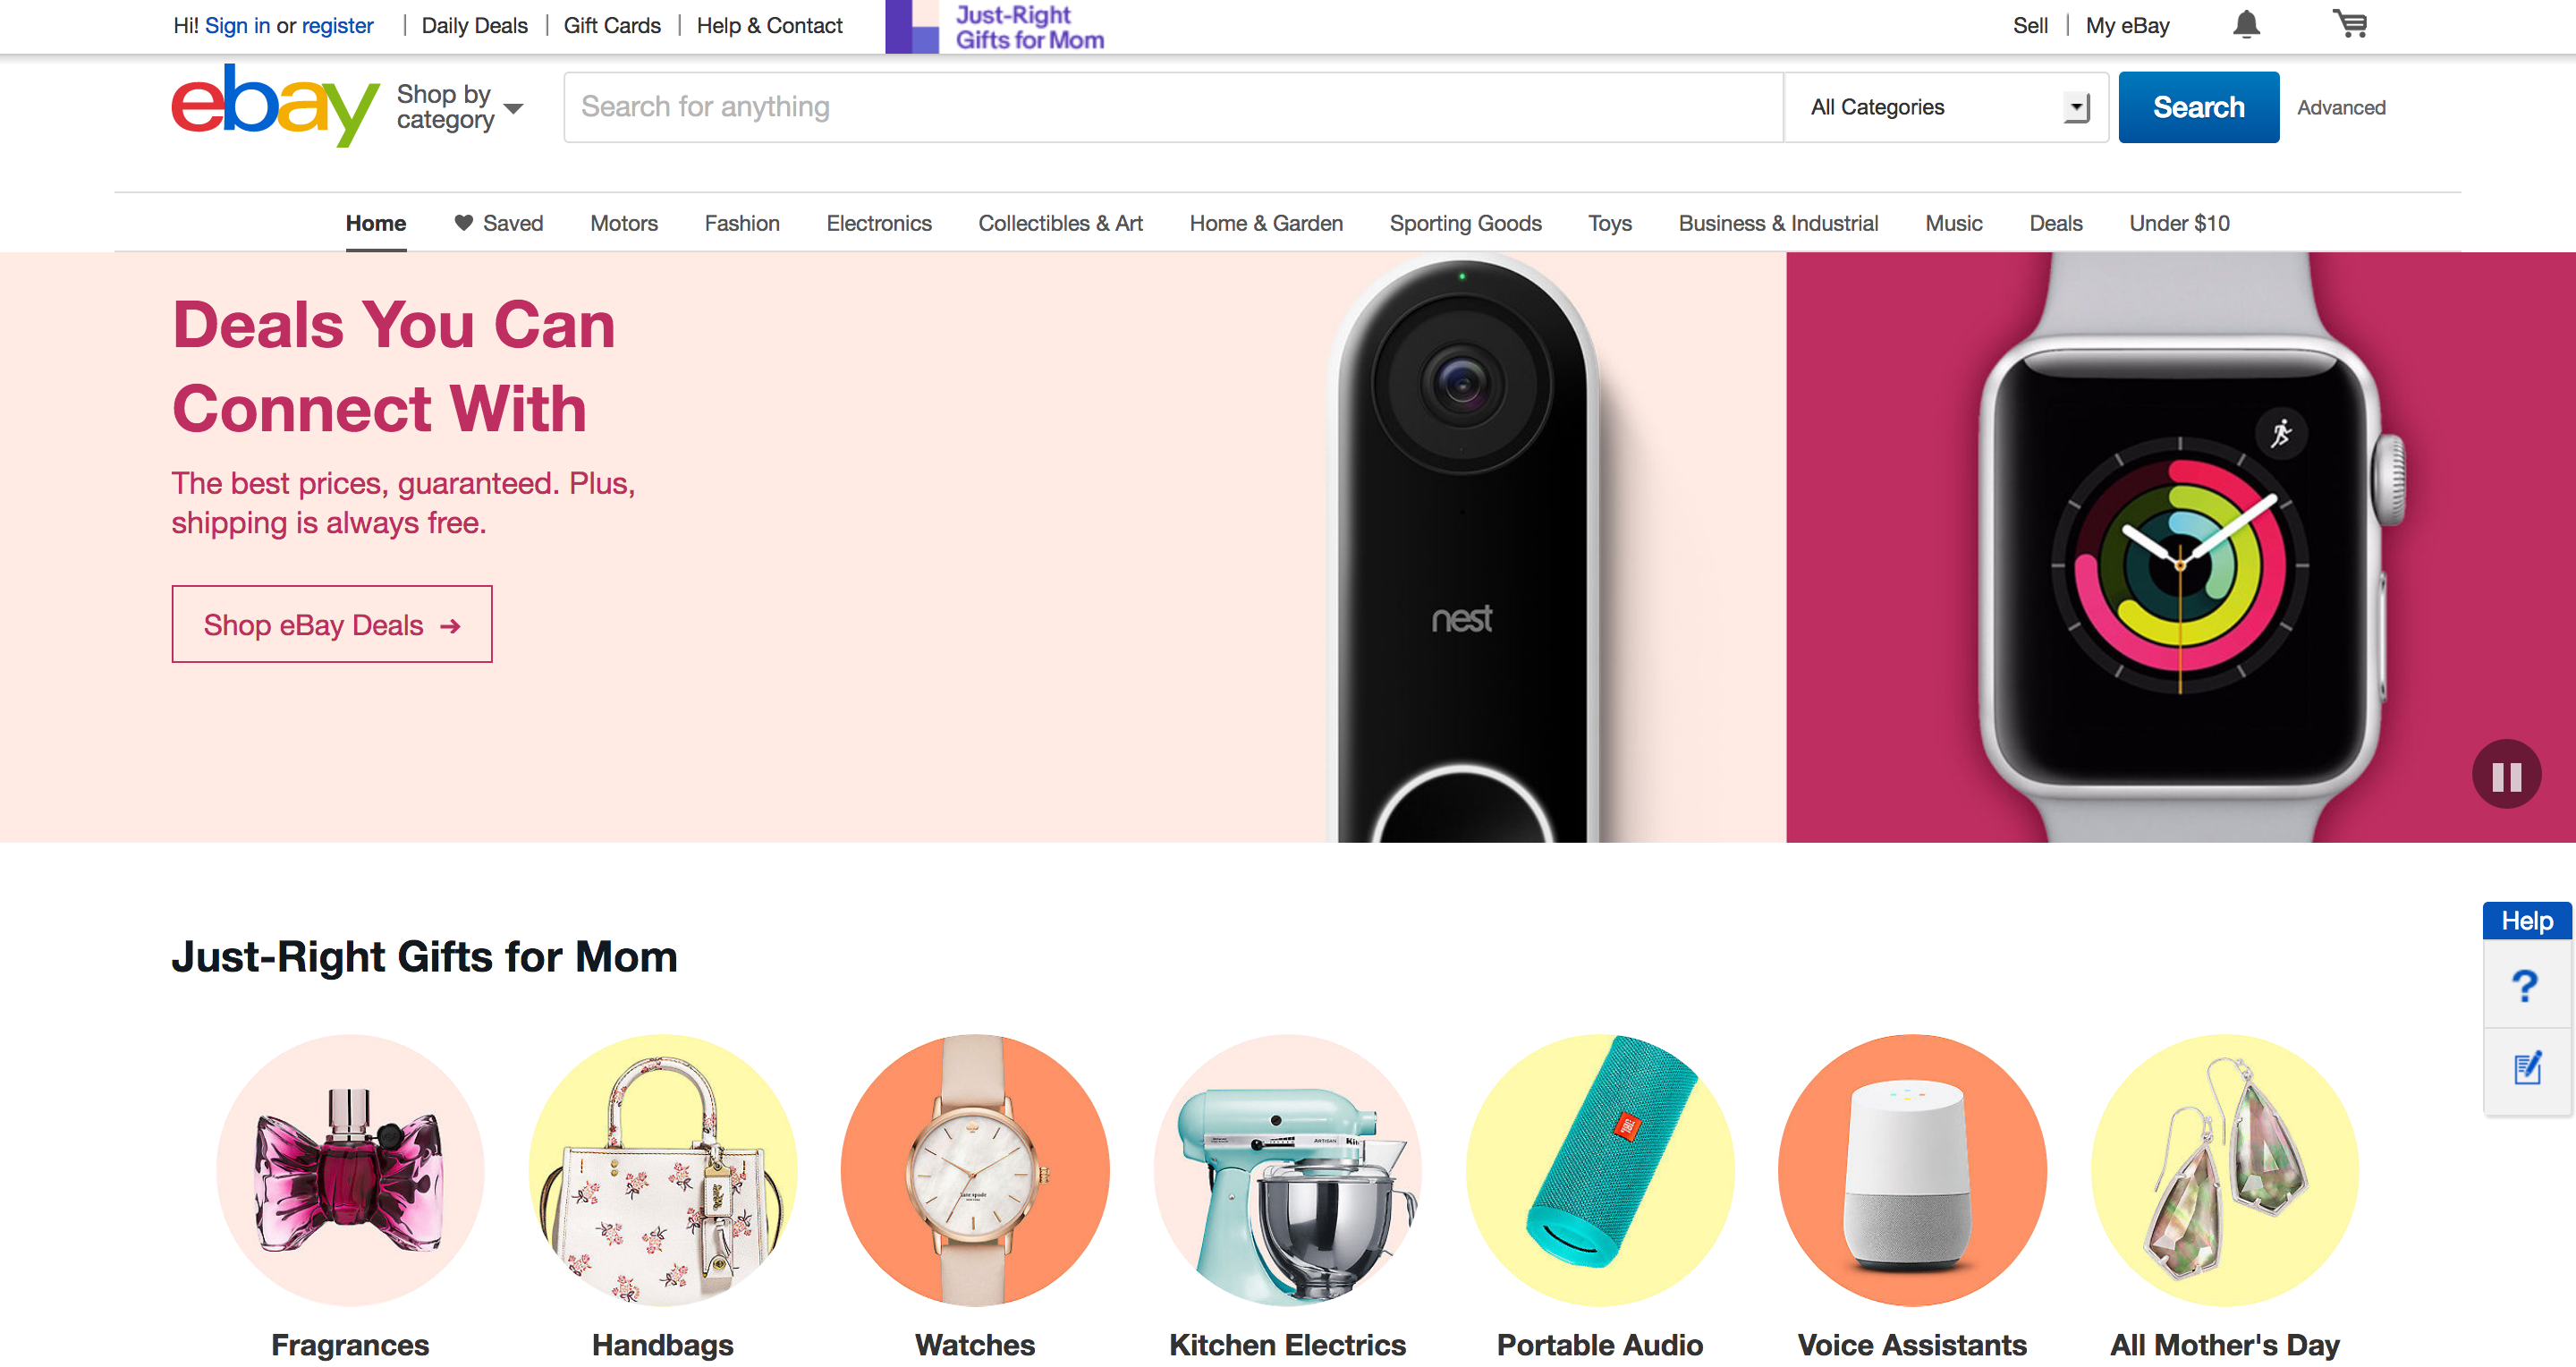 Hi! Sign in or register
Daily Deals
Gift Cards
Help & Contact
Just-Right
Gifts for Mom
Sell
My eBay
ebay
Shop by
category
Search for anything
All Categories
Search
Advanced
Home
Saved
Motors
Fashion
Electronics
Collectibles & Art
Home & Garden
Sporting Goods
Toys
Business & Industrial
Music
Deals
Under $10
Deals You Can
Connect With
The best prices, guaranteed. Plus,
shipping is always free.
Shop eBay Deals
nest
Help
?
Just-Right Gifts for Mom
kate spade
ARTISAN
JBL
Fragrances
Handbags
Watches
Kitchen Electrics
Portable Audio
Voice Assistants
All Mother's Day